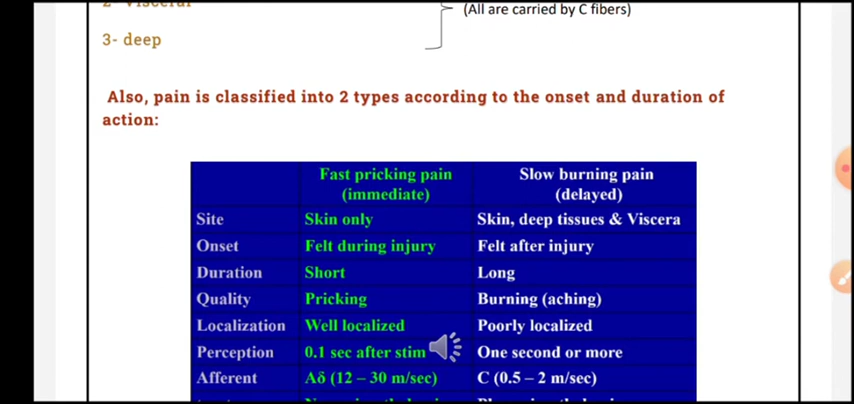 (All are carried by C fibers)
3- deep
Also, pain is classified into 2 types according to the onset and duration of
action:
Fast pricking pain Slow burning pain
(immediate) (delayed)
Site Skin only Skin, deep tissues & Viscera
Onset Felt during injury Felt after injury
Duration Short Long
Quality Pricking Burning (aching)
Localization Well localized Poorly localized
Perception 0.1 sec after stim One second or more
Afferent Aδ (12 – 30 m/sec) C (0.5 – 2 m/sec)